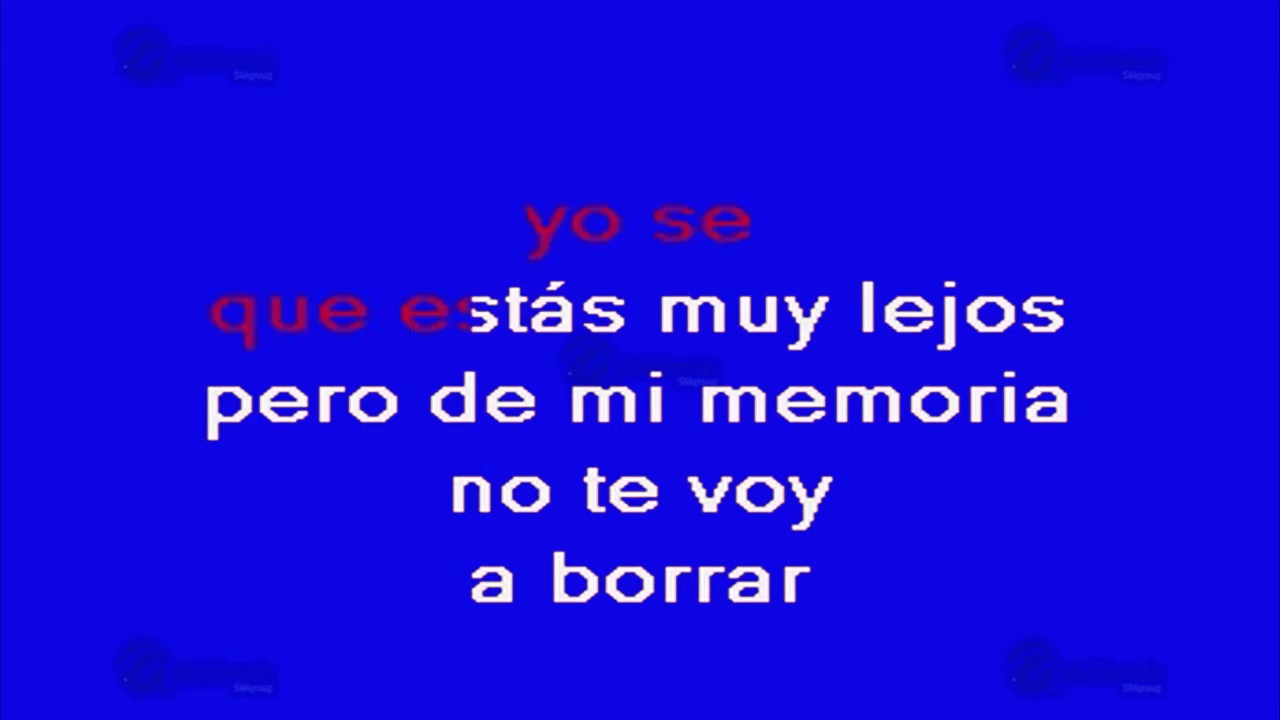 yo se
que estás muy lejos
pero de mi memoria
no te voy
a borrar